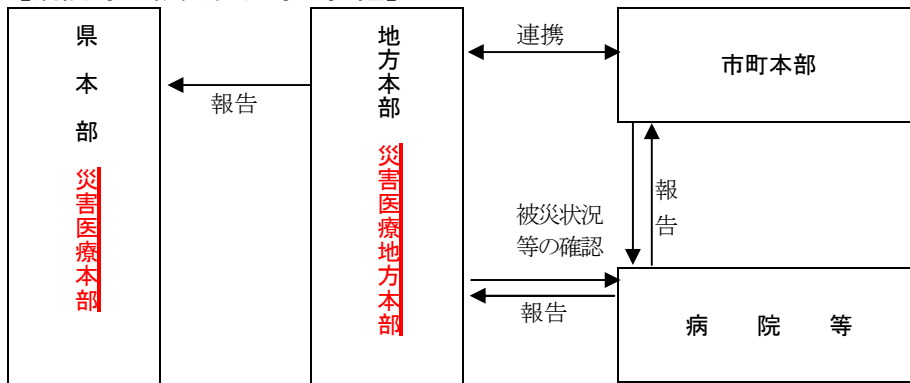 県本部 災害医療本部
地方本部 災害医療地方本部
連携
市町本部
報告
報告
被災状況
等の確認
報告
病院等